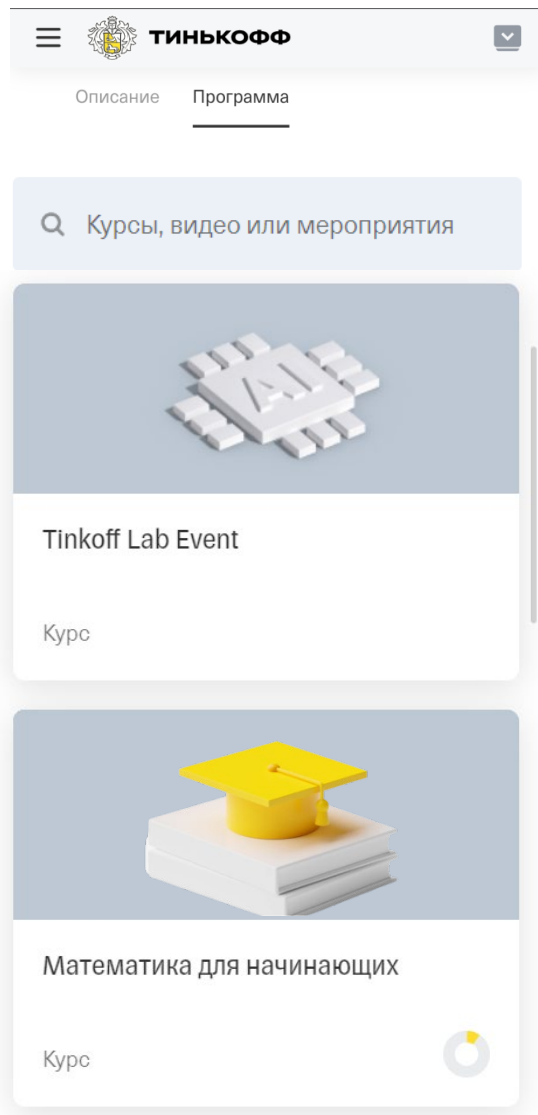 ТИНЬКОФФ
Описание Программа
Курсы, видео или мероприятия
AI
Tinkoff Lab Event
Курс
Математика для начинающих
Курс